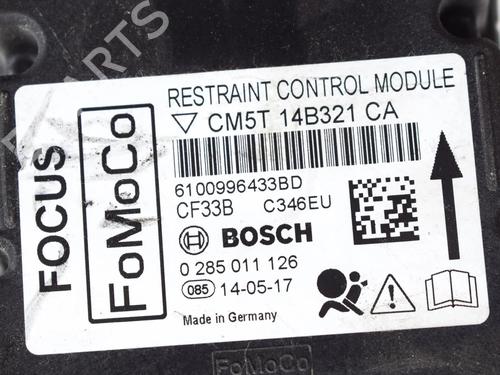 PARTS
RESTRAINT CONTROL MODULE
CM5T 14B321 CA
6100996433BD
CF33B C346EU
BOSCH
0 285 011 126
085 14-05-17
Made in Germany
FOCUS
FoMoCo
FoMoCo